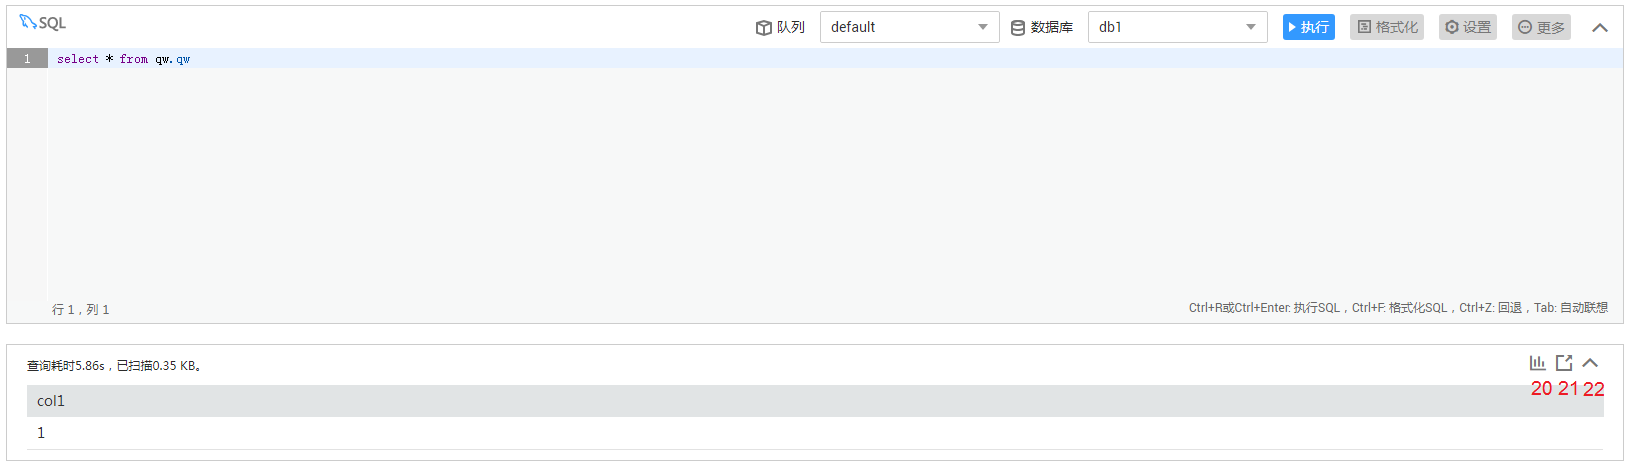 SQL 队列 default 数据库 db1 执行 格式化 设置 更多
1 select * from qw.qw
行 1，列 1 Ctrl+R或Ctrl+Enter: 执行SQL，Ctrl+F: 格式化SQL，Ctrl+Z: 回退，Tab: 自动联想
查询耗时5.86s，已扫描0.35 KB。
20 21 22
col1
1